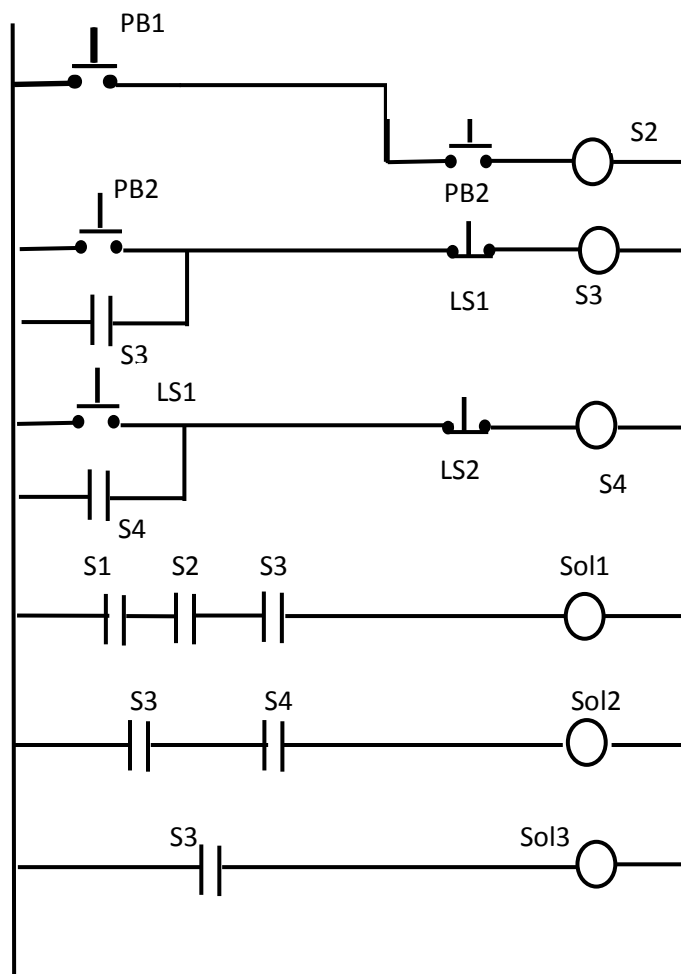 PB1
S2
PB2
PB2
LS1
S3
S3
LS1
LS2
S4
S4
S1 S2 S3 Sol1
S3 S4 Sol2
S3 Sol3